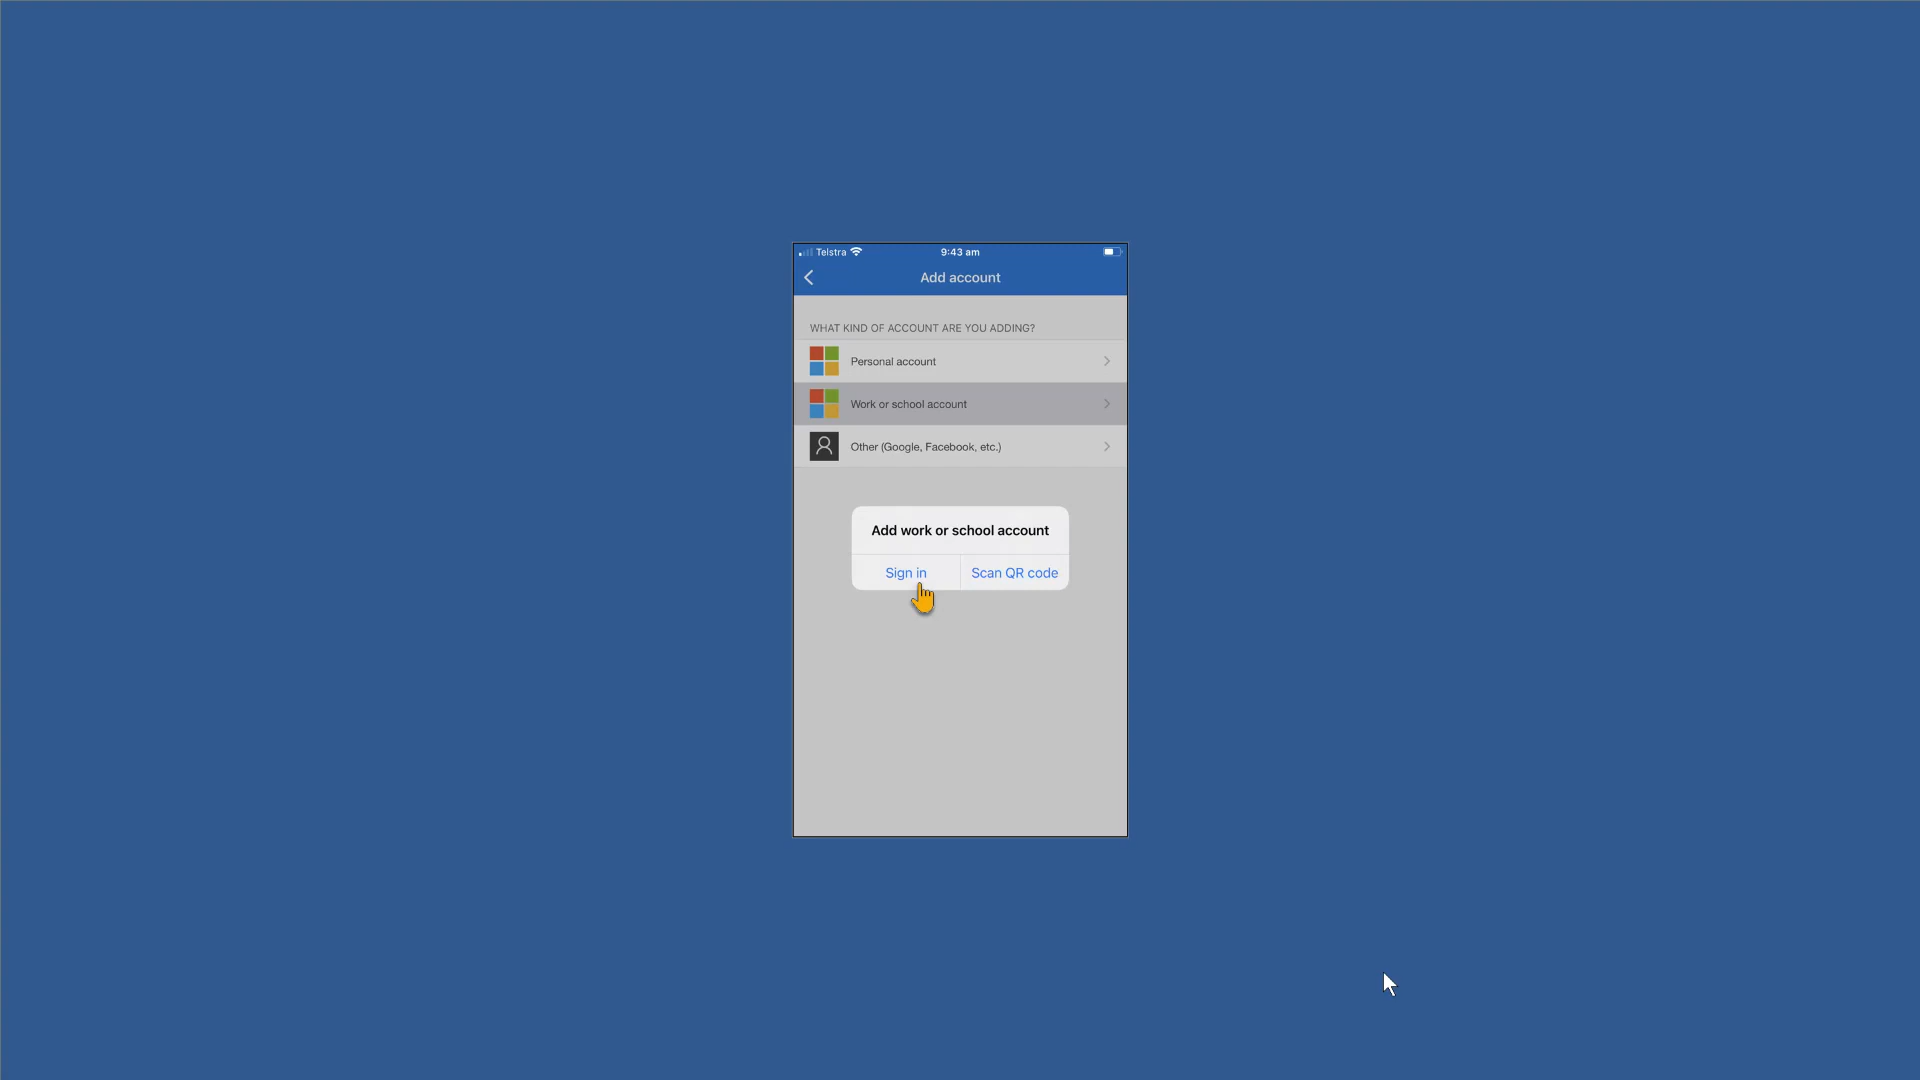 Telstra
9:43 am
Add account
WHAT KIND OF ACCOUNT ARE YOU ADDING?
Personal account
Work or school account
Other (Google, Facebook, etc.)
Add work or school account
Sign in
Scan QR code